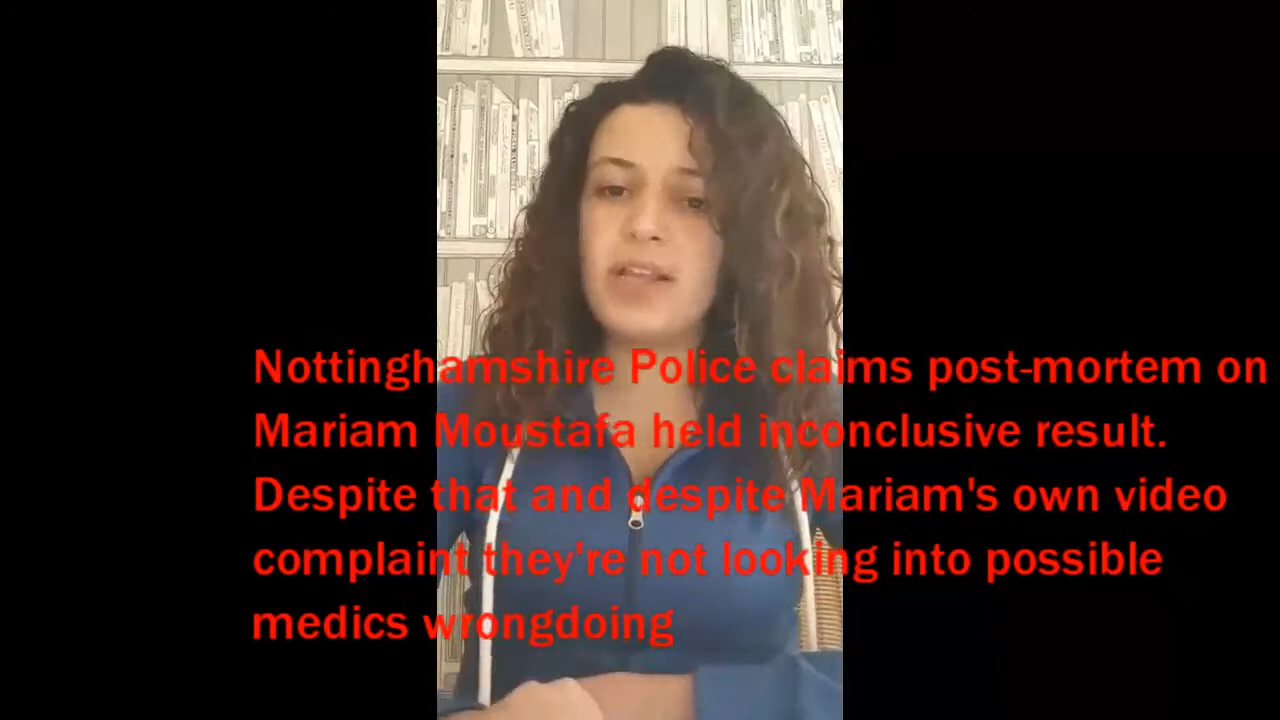 Nottinghamshire Police claims post-mortem on
Mariam Moustafa held inconclusive result.
Despite that and despite Mariam's own video
complaint they're not looking into possible
medics wrongdoing